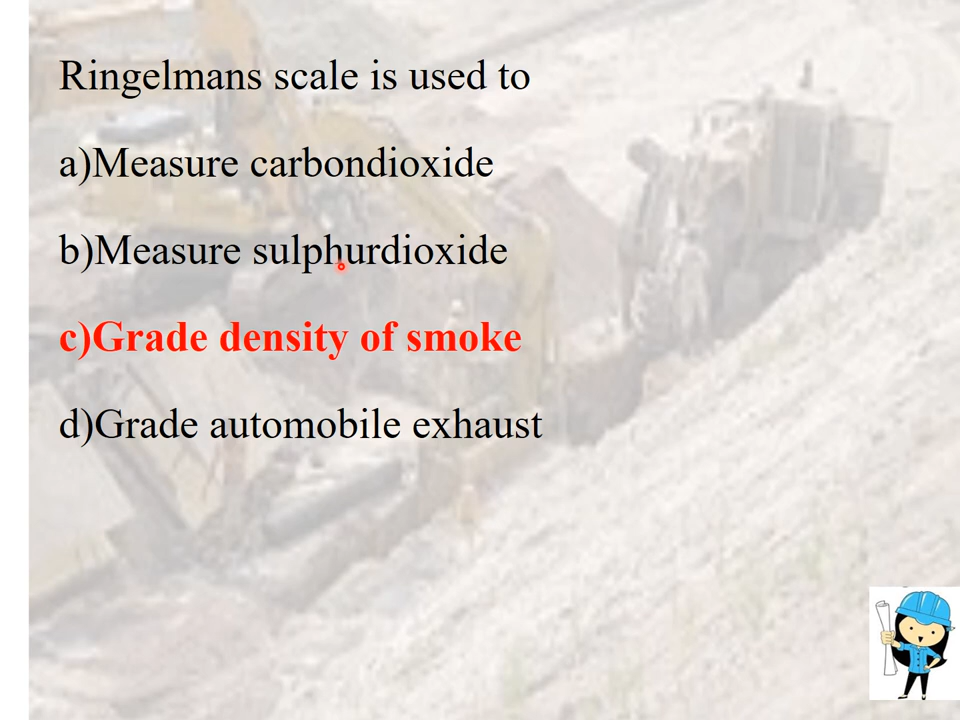 Ringelmans scale is used to
a)Measure carbondioxide
b)Measure sulphurdioxide
c)Grade density of smoke
d)Grade automobile exhaust